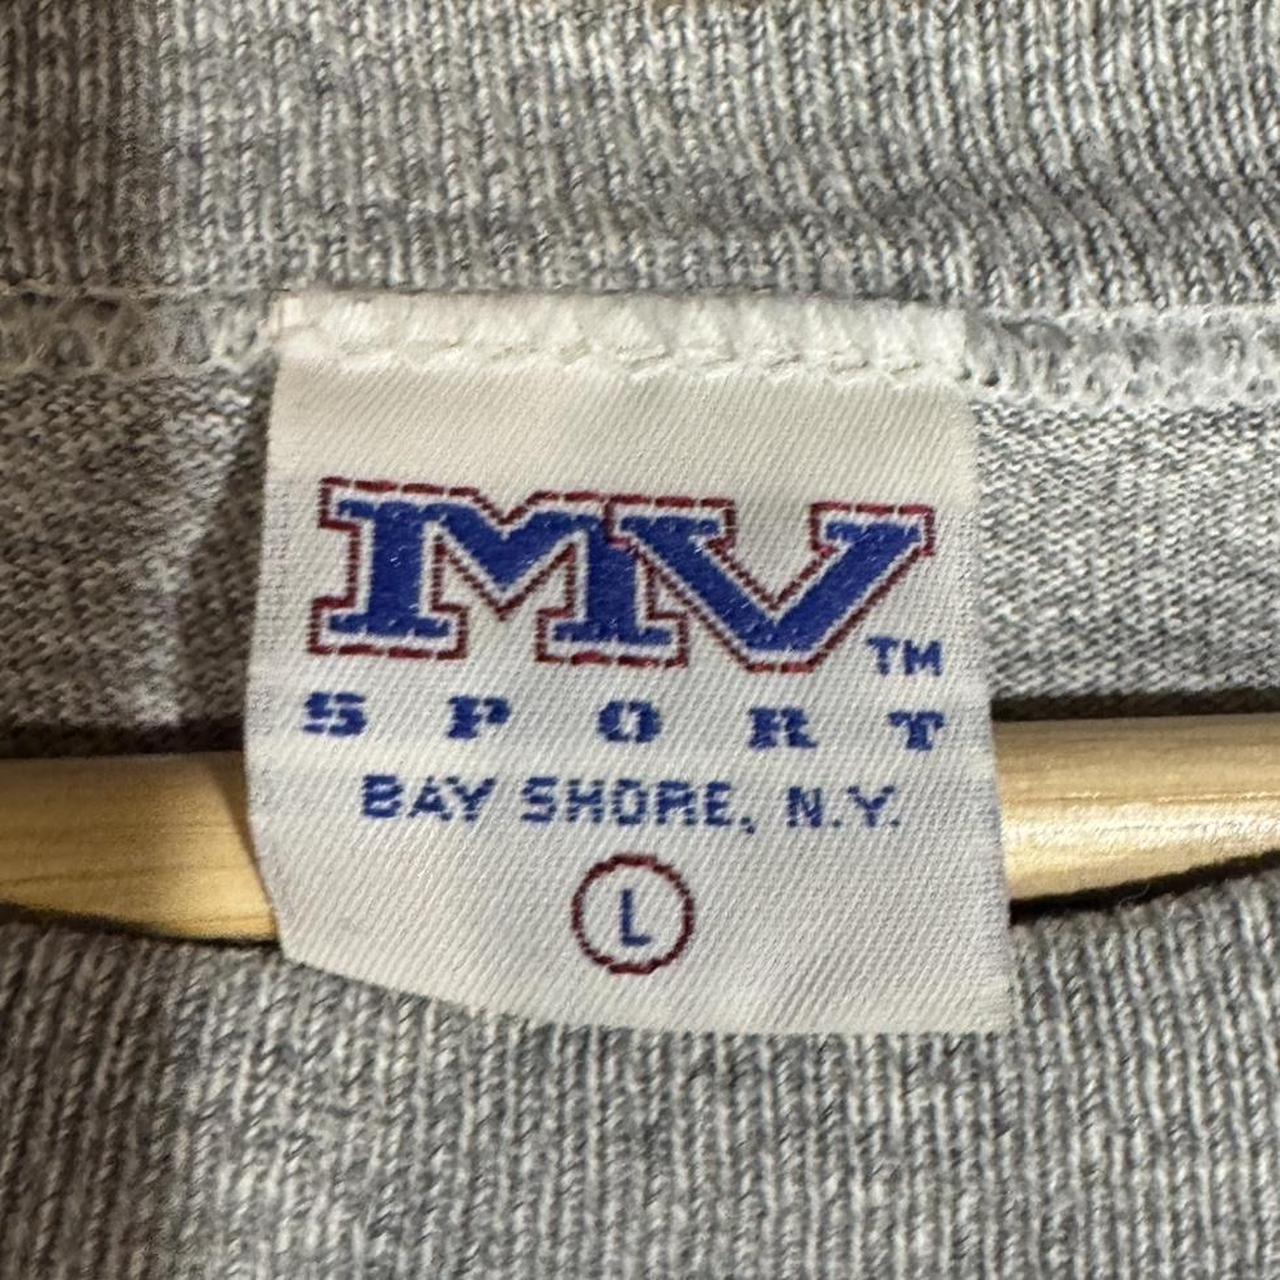 MV TM
SPORT
BAY SHORE, N.Y.
L